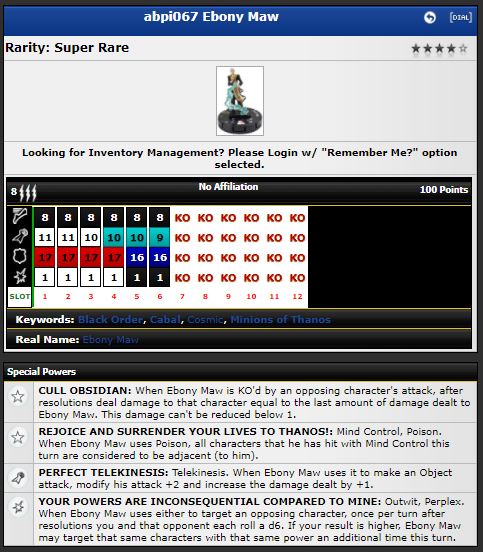 abpi067 Ebony Maw [DIAL]
Rarity: Super Rare
Looking for Inventory Management? Please Login w/ "Remember Me?" option
selected.
8 No Affiliation 100 Points
8 8 8 8 8 8 KO KO KO KO KO KO
11 11 10 10 10 9 KO KO KO KO KO KO
17 17 17 17 16 16 KO KO KO KO KO KO
1 1 1 1 1 1 KO KO KO KO KO KO
SLOT 1 2 3 4 5 6 7 8 9 10 11 12
Keywords: Black Order, Cabal, Cosmic, Minions of Thanos
Real Name: Ebony Maw
Special Powers
CULL OBSIDIAN: When Ebony Maw is KO'd by an opposing character's attack, after
resolutions deal damage to that character equal to the last amount of damage dealt to
Ebony Maw. This damage can't be reduced below 1.
REJOICE AND SURRENDER YOUR LIVES TO THANOS!: Mind Control, Poison.
When Ebony Maw uses Poison, all characters that he has hit with Mind Control this
turn are considered to be adjacent (to him).
PERFECT TELEKINESIS: Telekinesis. When Ebony Maw uses it to make an Object
attack, modify his attack +2 and increase the damage dealt by +1.
YOUR POWERS ARE INCONSEQUENTIAL COMPARED TO MINE: Outwit, Perplex.
When Ebony Maw uses either to target an opposing character, once per turn after
resolutions you and that opponent each roll a d6. If your result is higher, Ebony Maw
may target that same characters with that same power an additional time this turn.